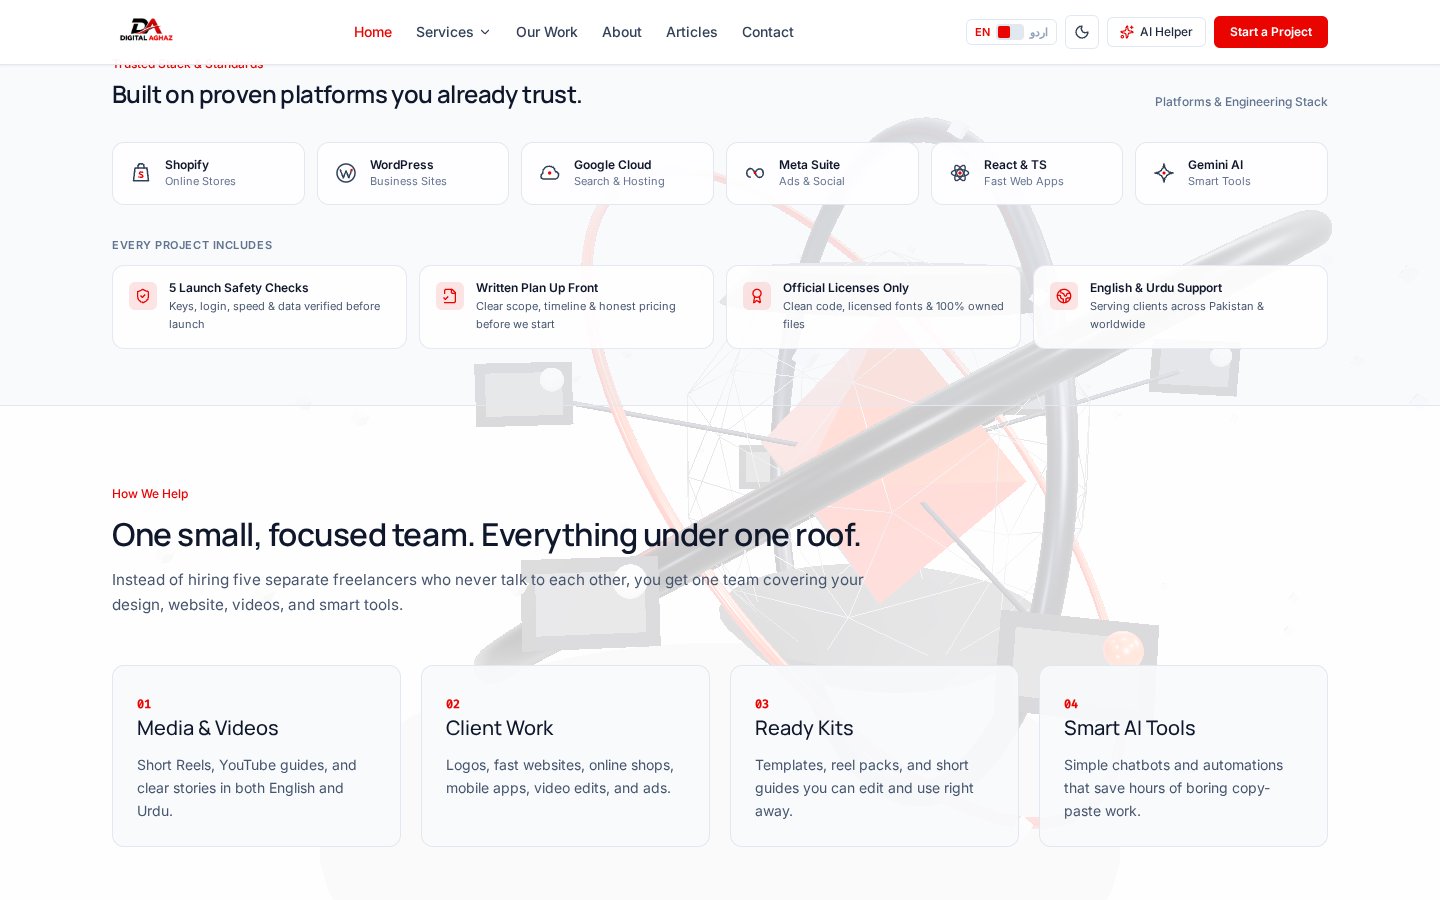 DA
DIGITAL AGHAZ
Home
Services
Our Work
About
Articles
Contact
EN
اردو
AI Helper
Start a Project
Trusted Stack & Standards
Built on proven platforms you already trust.
Platforms & Engineering Stack
Shopify
Online Stores
WordPress
Business Sites
Google Cloud
Search & Hosting
Meta Suite
Ads & Social
React & TS
Fast Web Apps
Gemini AI
Smart Tools
EVERY PROJECT INCLUDES
5 Launch Safety Checks
Keys, login, speed & data verified before
launch
Written Plan Up Front
Clear scope, timeline & honest pricing
before we start
Official Licenses Only
Clean code, licensed fonts & 100% owned
files
English & Urdu Support
Serving clients across Pakistan &
worldwide
How We Help
One small, focused team. Everything under one roof.
Instead of hiring five separate freelancers who never talk to each other, you get one team covering your
design, website, videos, and smart tools.
01
Media & Videos
Short Reels, YouTube guides, and
clear stories in both English and
Urdu.
02
Client Work
Logos, fast websites, online shops,
mobile apps, video edits, and ads.
03
Ready Kits
Templates, reel packs, and short
guides you can edit and use right
away.
04
Smart AI Tools
Simple chatbots and automations
that save hours of boring copy-
paste work.